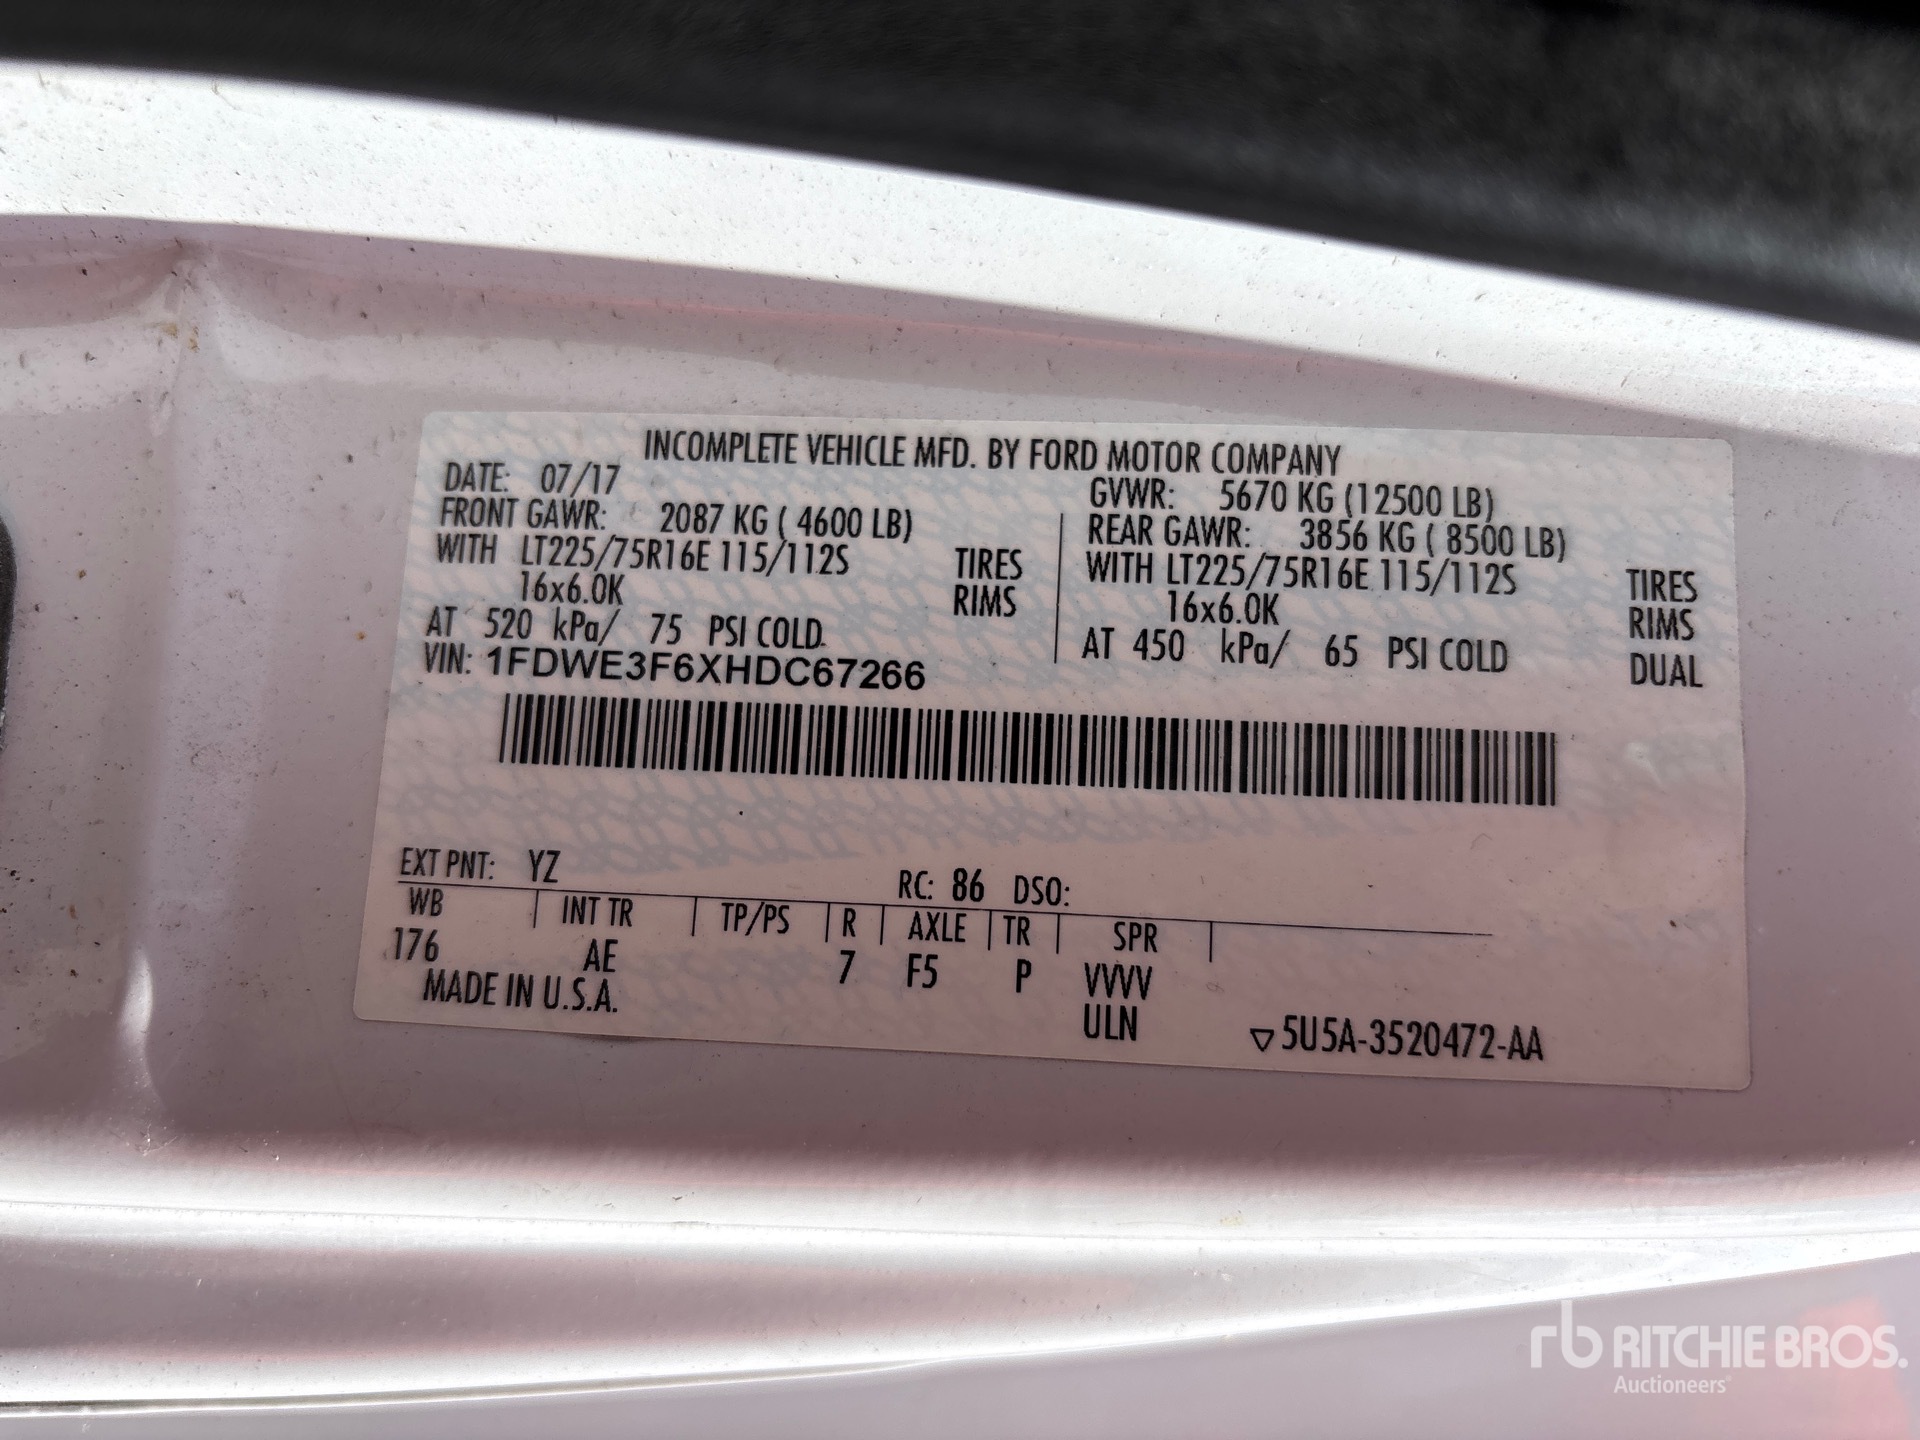 INCOMPLETE VEHICLE MFD. BY FORD MOTOR COMPANY
DATE: 07/17 GVWR: 5670 KG (12500 LB)
FRONT GAWR: 2087 KG ( 4600 LB) REAR GAWR: 3856 KG ( 8500 LB)
WITH LT225/75R16E 115/112S TIRES WITH LT225/75R16E 115/112S TIRES
16x6.0K RIMS 16x6.0K RIMS
AT 520 kPa/ 75 PSI COLD AT 450 kPa/ 65 PSI COLD DUAL
VIN: 1FDWE3F6XHDC67266
EXT PNT: YZ RC: 86 DSO:
WB INT TR TP/PS R AXLE TR SPR
176 AE 7 F5 P VVVV
MADE IN U.S.A. ULN ▽5U5A-3520472-AA
rb RITCHIE BROS.
Auctioneers